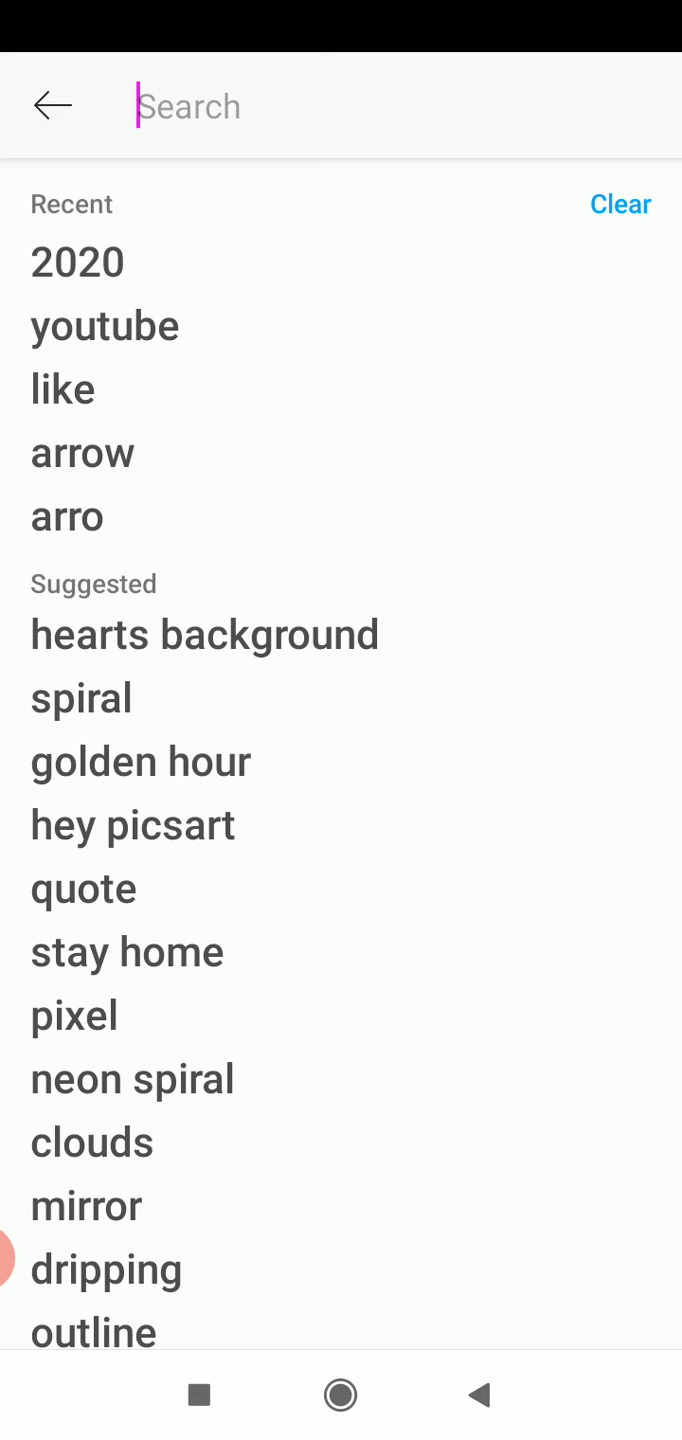 Search
Recent
Clear
2020
youtube
like
arrow
arro
Suggested
hearts background
spiral
golden hour
hey picsart
quote
stay home
pixel
neon spiral
clouds
mirror
dripping
outline